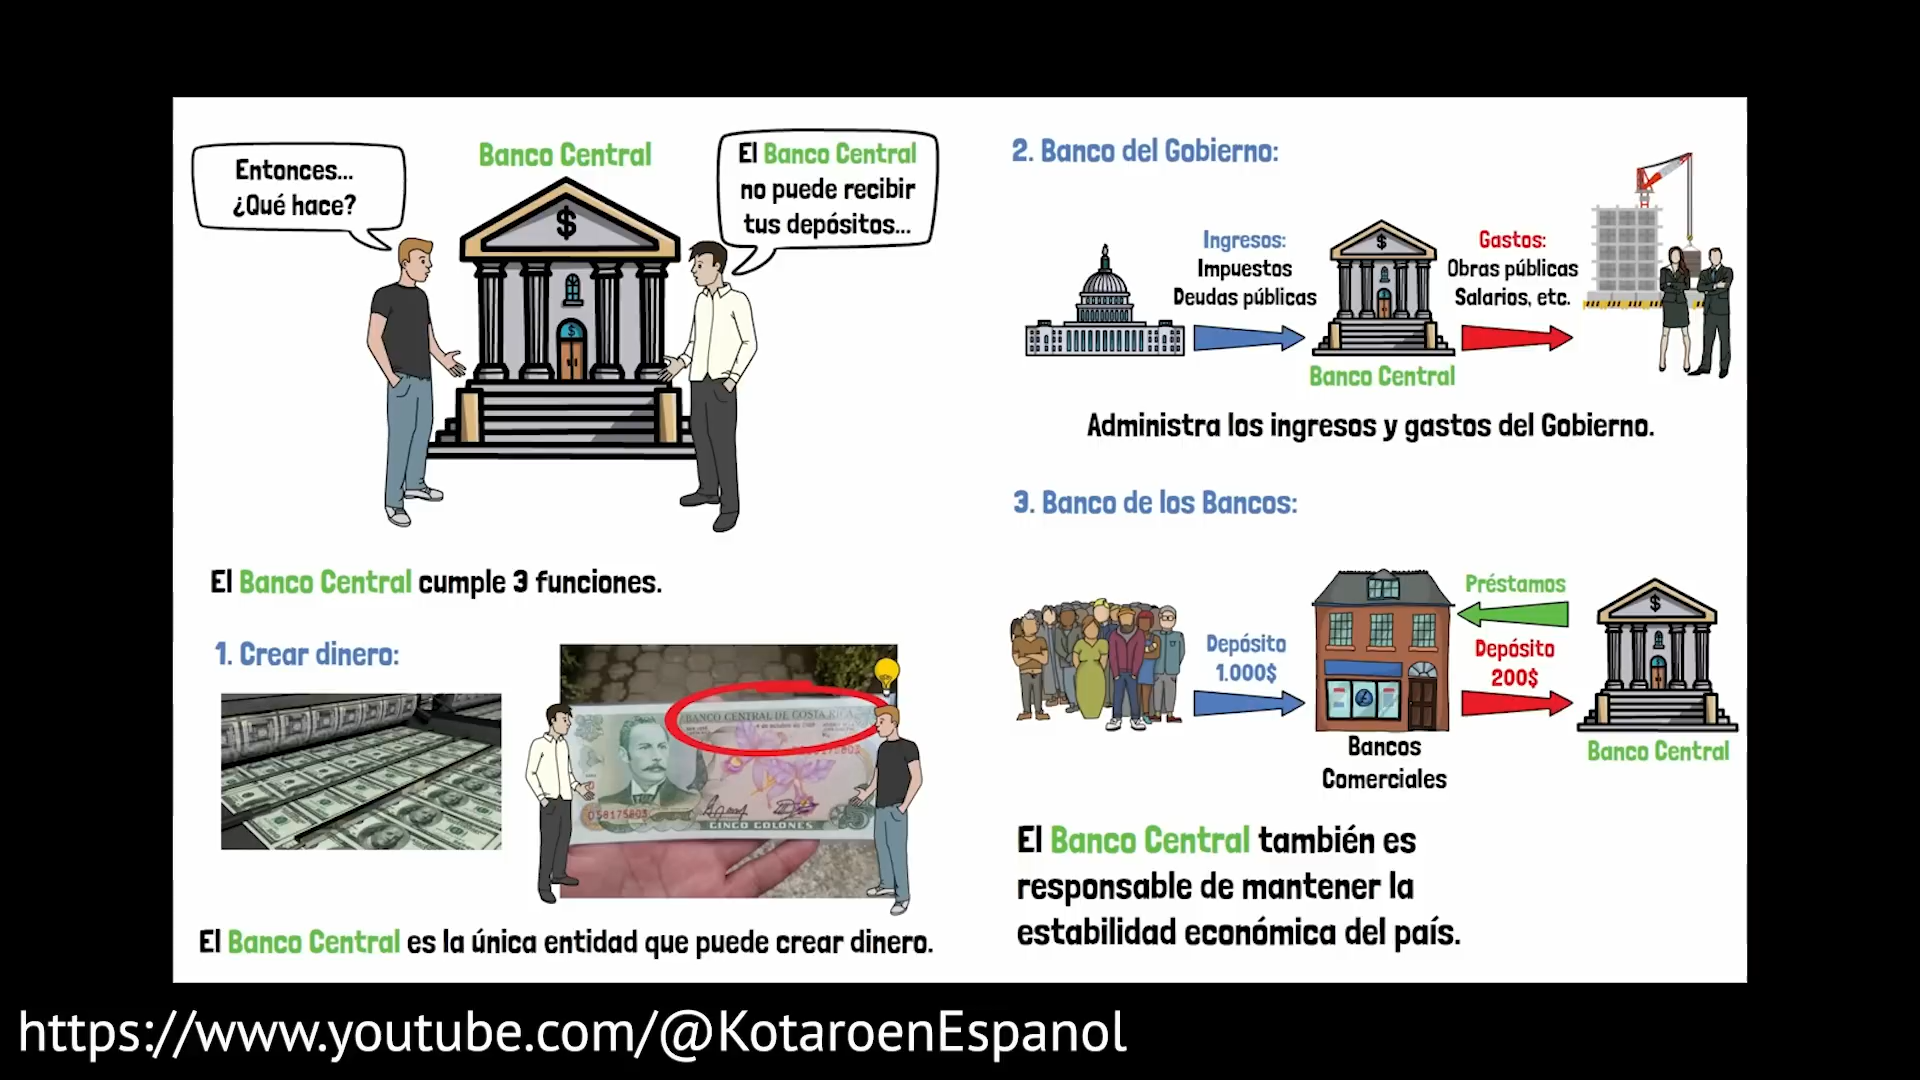 Entonces...
¿Qué hace?
Banco Central
El Banco Central
no puede recibir
tus depósitos...
$
$
El Banco Central cumple 3 funciones.
1. Crear dinero:
BANCO CENTRAL DE COSTA RICA
D58175803
CINCO COLONES
El Banco Central es la única entidad que puede crear dinero.
2. Banco del Gobierno:
Ingresos:
Impuestos
Deudas públicas
$
Gastos:
Obras públicas
Salarios, etc.
Banco Central
Administra los ingresos y gastos del Gobierno.
3. Banco de los Bancos:
Depósito
1.000$
Préstamos
Depósito
200$
$
Bancos
Comerciales
Banco Central
El Banco Central también es
responsable de mantener la
estabilidad económica del país.
https://www.youtube.com/@KotaroenEspanol